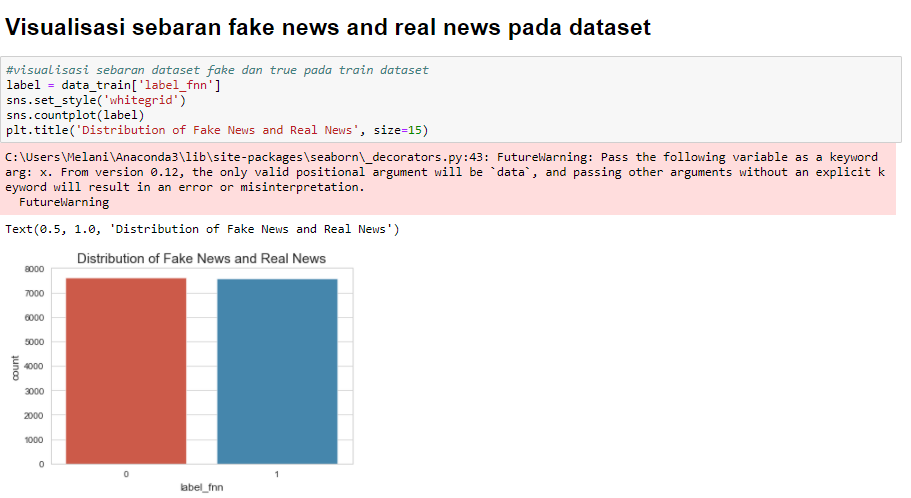 Visualisasi sebaran fake news and real news pada dataset
#visualisasi sebaran dataset fake dan true pada train dataset
label = data_train['label_fnn']
sns.set_style('whitegrid')
sns.countplot(label)
plt.title('Distribution of Fake News and Real News', size=15)
C:\Users\Melani\Anaconda3\lib\site-packages\seaborn\_decorators.py:43: FutureWarning: Pass the following variable as a keyword
arg: x. From version 0.12, the only valid positional argument will be `data`, and passing other arguments without an explicit k
eyword will result in an error or misinterpretation.
FutureWarning
Text(0.5, 1.0, 'Distribution of Fake News and Real News')
Distribution of Fake News and Real News
8000
7000
6000
5000
4000
3000
2000
1000
0
count
0 1
label_fnn